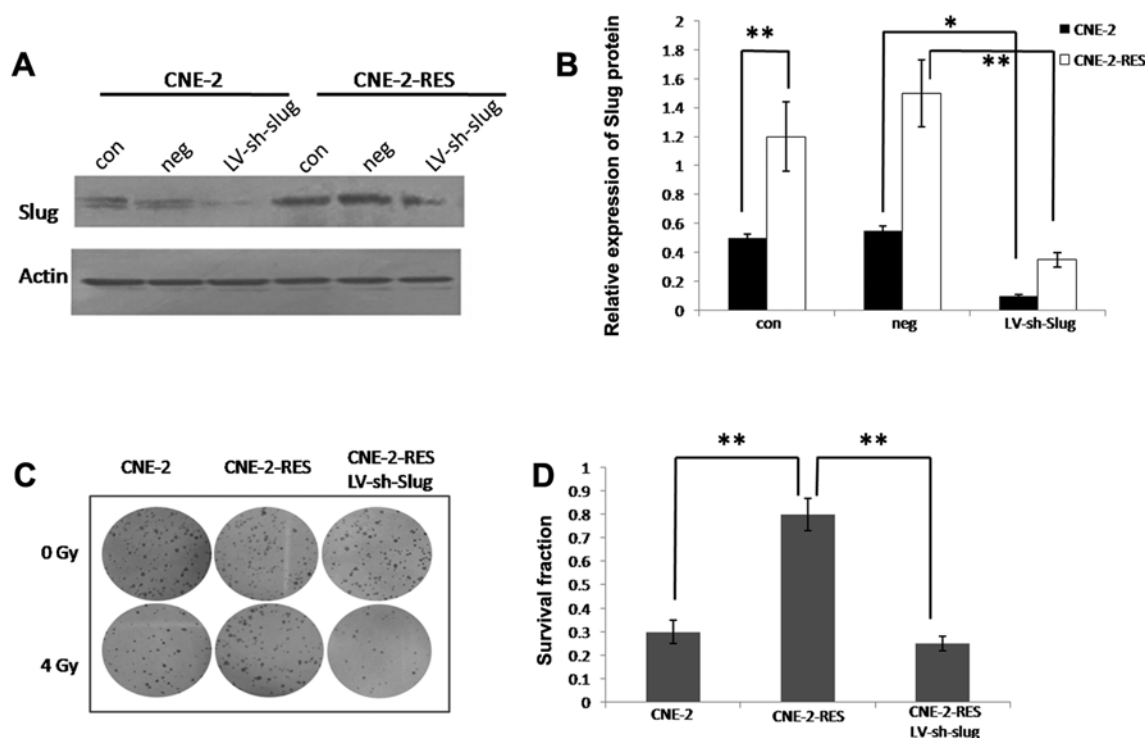 A
CNE-2
CNE-2-RES
con
neg
LV-sh-slug
con
neg
LV-sh-slug
Slug
Actin
B
Relative expression of Slug protein
2
1.8
1.6
1.4
1.2
1
0.8
0.6
0.4
0.2
0
**
*
**
CNE-2
CNE-2-RES
con
neg
LV-sh-Slug
C
CNE-2
CNE-2-RES
CNE-2-RES
LV-sh-Slug
0 Gy
4 Gy
D
Survival fraction
1
0.9
0.8
0.7
0.6
0.5
0.4
0.3
0.2
0.1
0
**
**
CNE-2
CNE-2-RES
CNE-2-RES
LV-sh-slug